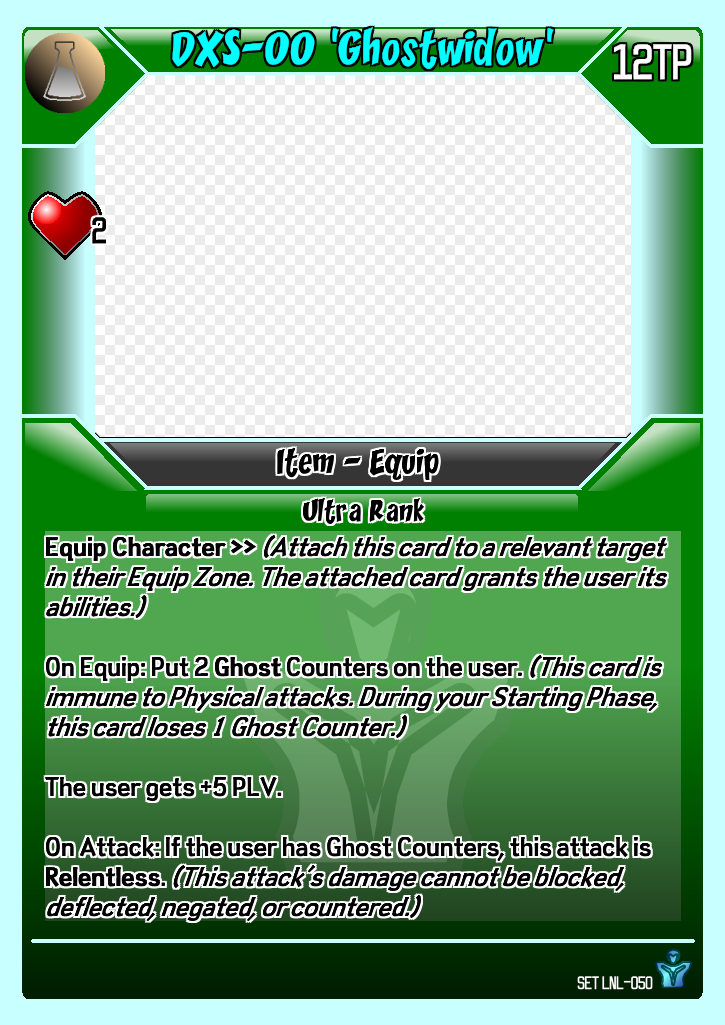 DXS-00 'Ghostwidow'
12TP
2
Item - Equip
Ultra Rank
Equip Character >> (Attach this card to a relevant target
in their Equip Zone. The attached card grants the user its
abilities.)
On Equip: Put 2 Ghost Counters on the user. (This card is
immune to Physical attacks. During your Starting Phase,
this card loses 1 Ghost Counter.)
The user gets +5 PLV.
On Attack: If the user has Ghost Counters, this attack is
Relentless. (This attack's damage cannot be blocked,
deflected, negated, or countered.)
SET LNL-050